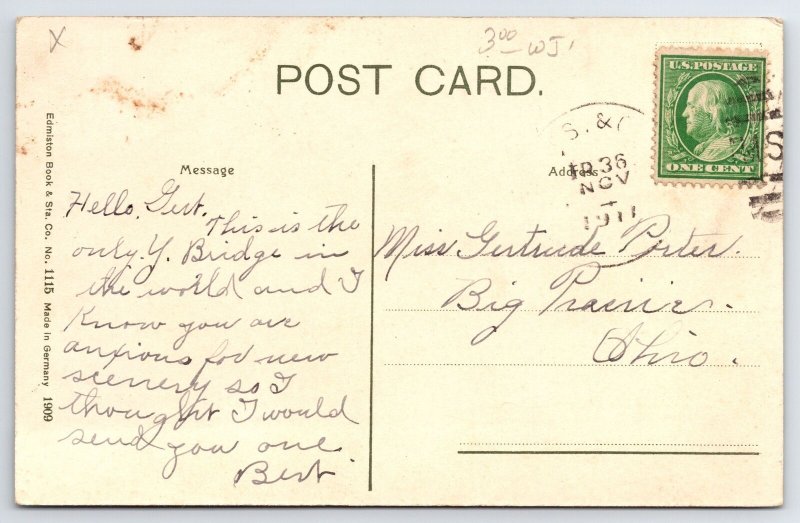 X
3 00 WJ
POST CARD.
U.S. POSTAGE
ONE CENT
S. &
TR 36
NOV
1911
Message
Address
Hello, Gert.
This is the
only Y. Bridge in
the world and I
know you are
anxious for new
scenery so I
thought I would
send you one
Bert.
Miss Gertrude Porter.
Big Prairie.
Ohio.
Edmiston Book & Sta. Co. No. 1115 Made in Germany 1909